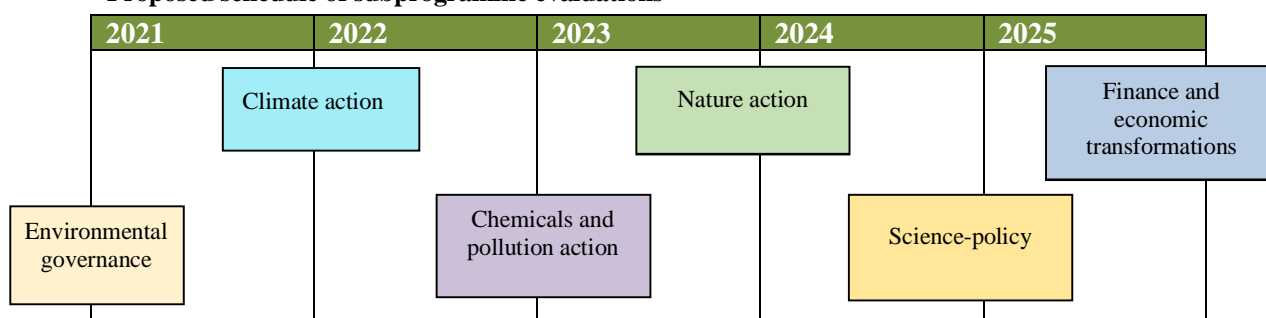 Proposed schedule of subprogramme evaluations
2021 2022 2023 2024 2025
Climate action
Nature action
Finance and
economic
transformations
Environmental
governance
Chemicals and
pollution action
Science-policy